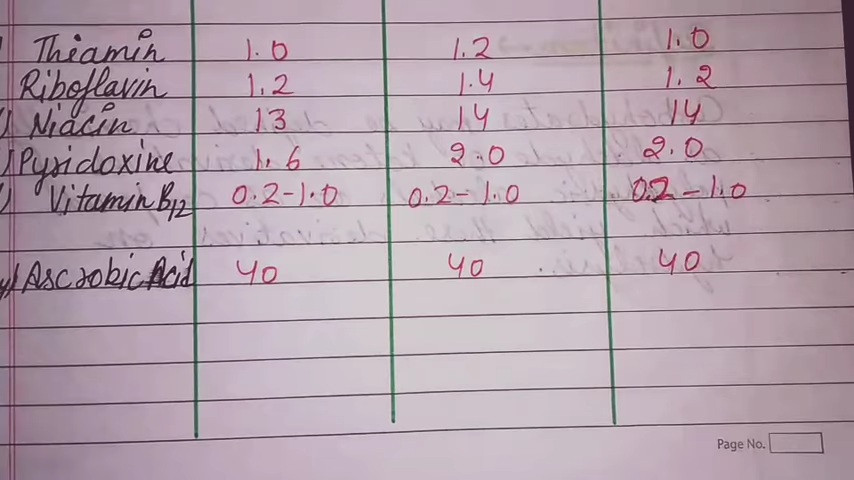 Thiamin 1.0 1.2 1.0
Riboflavin 1.2 1.4 1.2
Niacin 13 14 14
Pyridoxine 1.6 2.0 2.0
Vitamin B12 0.2-1.0 0.2-1.0 0.2-1.0
Ascrobic Acid 40 40 40
Page No.